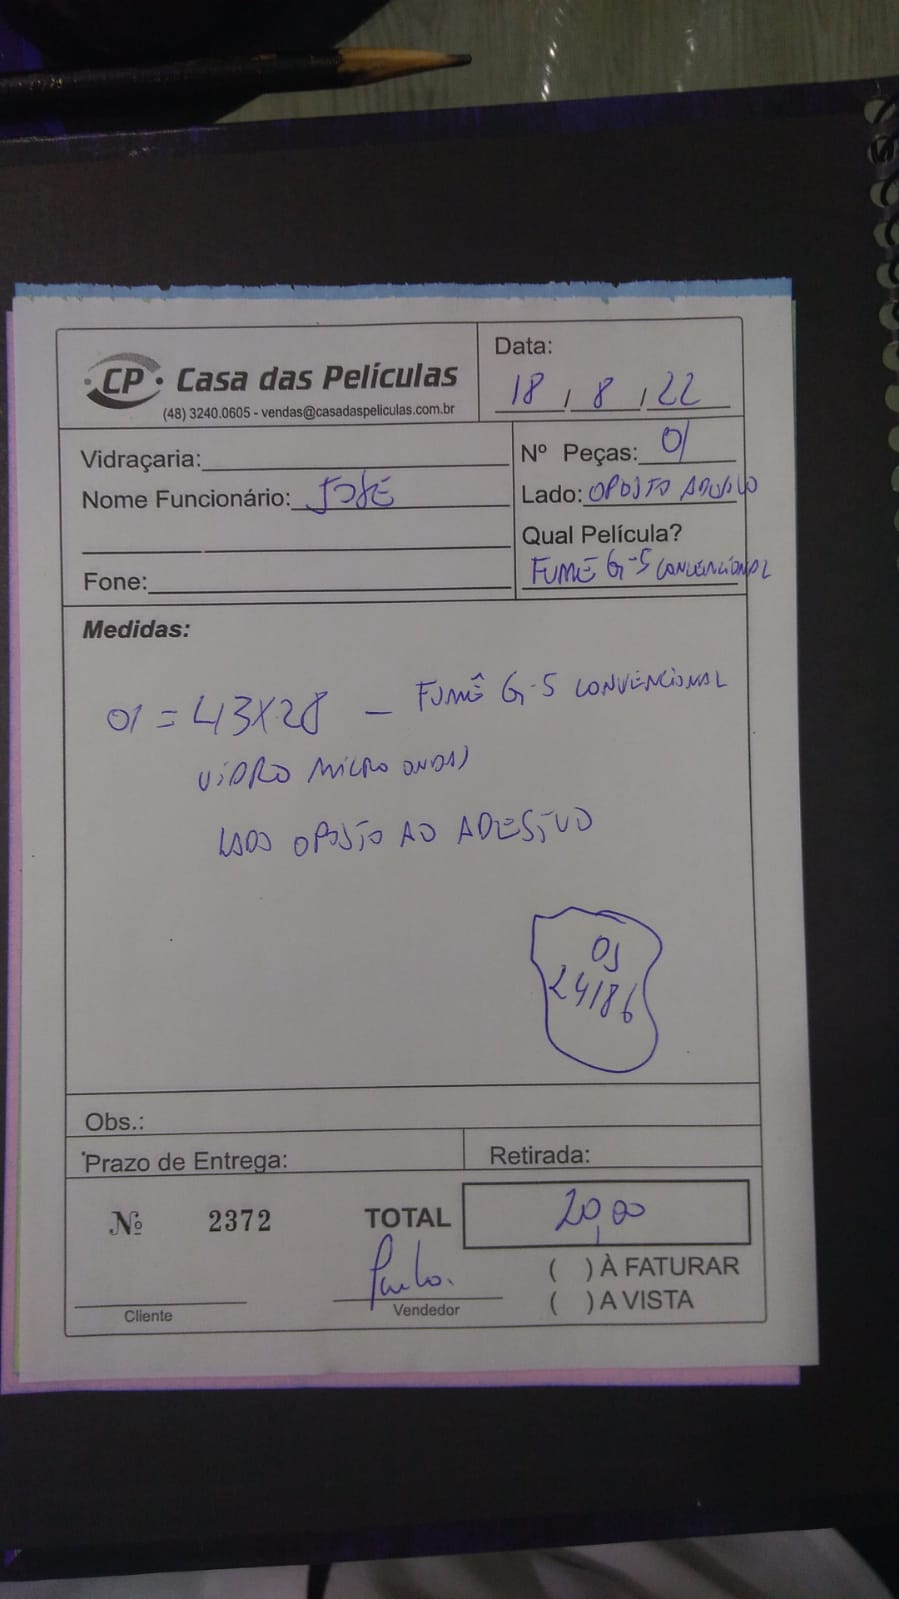 CP Casa das Películas
(48) 3240.0605 - vendas@casadaspeliculas.com.br
Data:
18 / 8 / 22
Vidraçaria:
Nome Funcionário: JOSÉ
Fone:
Nº Peças: 01
Lado: OPOSTO ADESIVO
Qual Película?
FUMÊ G-5 CONVENCIONAL
Medidas:
01 = 43X28 - FUMÊ G-5 CONVENCIONAL
VIDRO MICROONDAS
LADO OPOSTO AO ADESIVO
OS
24186
Obs.:
Prazo de Entrega:
Retirada:
Nº 2372
TOTAL 20,00
Paulo.
Cliente
Vendedor
( ) À FATURAR
( ) A VISTA